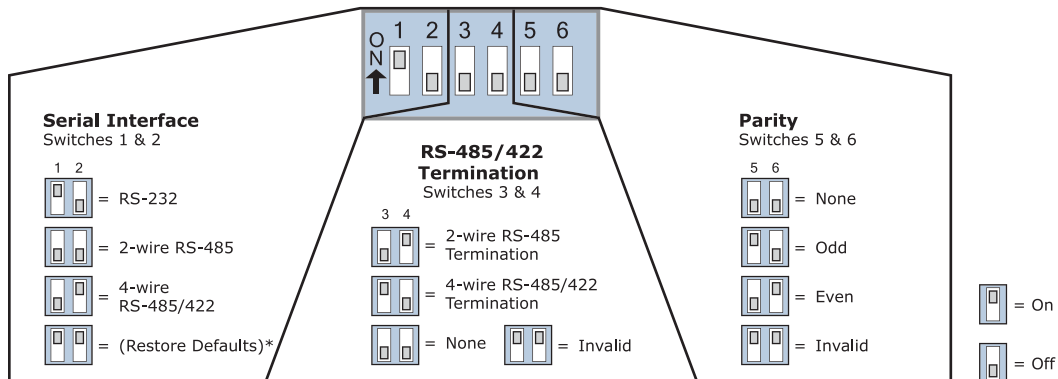 ON 1 2 3 4 5 6
Serial Interface
Switches 1 & 2
1 2
= RS-232
= 2-wire RS-485
= 4-wire
RS-485/422
= (Restore Defaults)*
RS-485/422
Termination
Switches 3 & 4
3 4
= 2-wire RS-485
Termination
= 4-wire RS-485/422
Termination
= None
= Invalid
Parity
Switches 5 & 6
5 6
= None
= Odd
= Even
= Invalid
= On
= Off